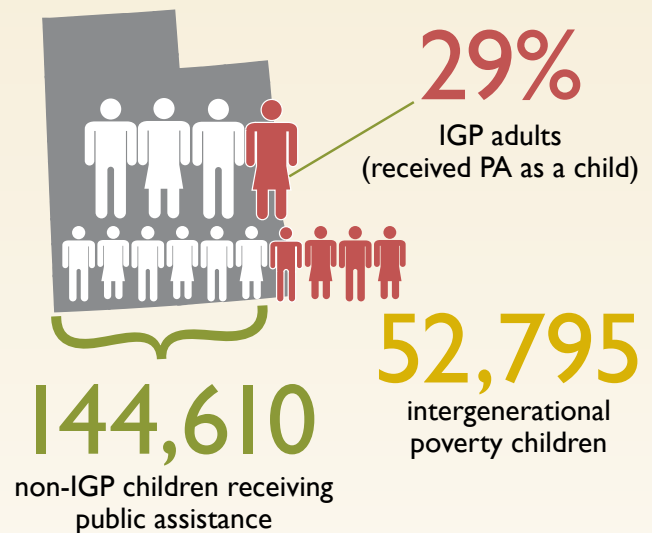 29%
IGP adults
(received PA as a child)
52,795
intergenerational
poverty children
144,610
non-IGP children receiving
public assistance